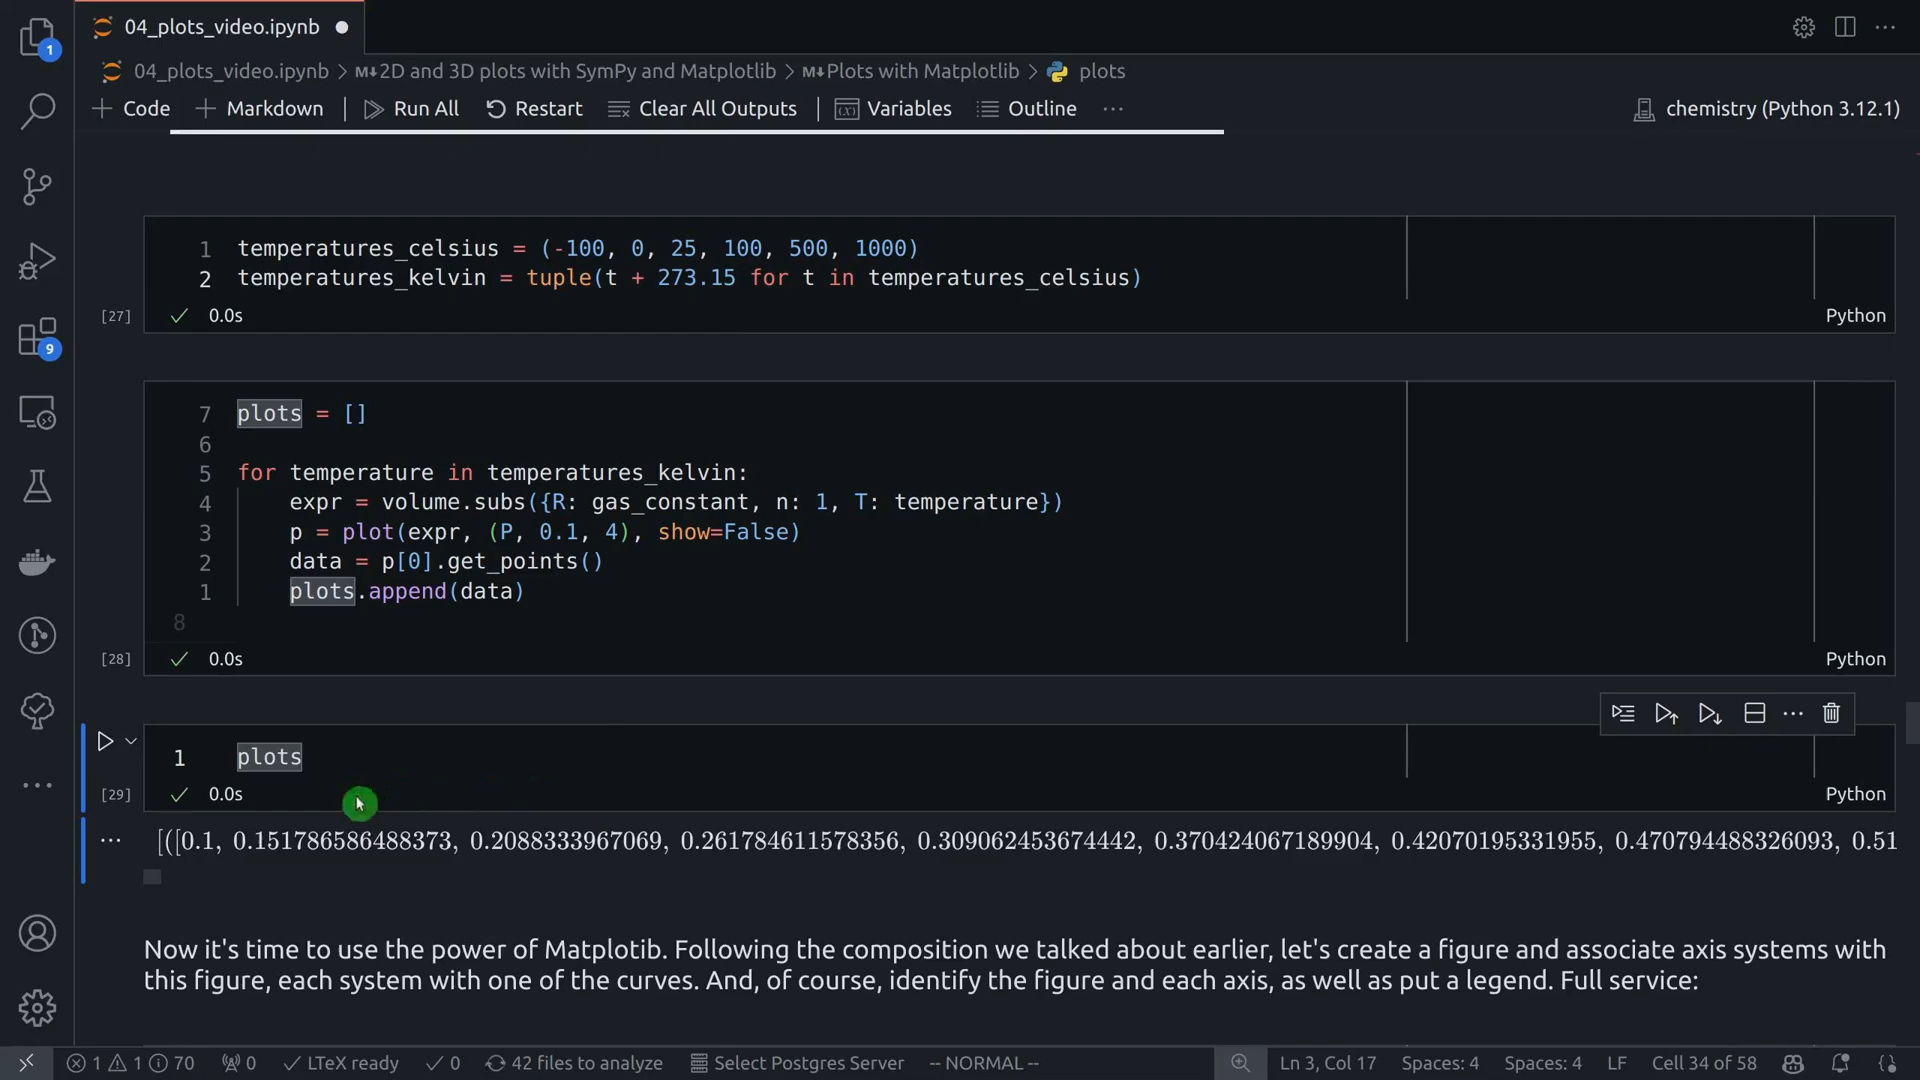 04_plots_video.ipynb
1
04_plots_video.ipynb > M↓2D and 3D plots with SymPy and Matplotlib > M↓Plots with Matplotlib > plots
+ Code + Markdown | Run All Restart Clear All Outputs | Variables Outline ...
chemistry (Python 3.12.1)
1 temperatures_celsius = (-100, 0, 25, 100, 500, 1000)
2 temperatures_kelvin = tuple(t + 273.15 for t in temperatures_celsius)
[27] ✓ 0.0s Python
9
7 plots = []
6
5 for temperature in temperatures_kelvin:
4 expr = volume.subs({R: gas_constant, n: 1, T: temperature})
3 p = plot(expr, (P, 0.1, 4), show=False)
2 data = p[0].get_points()
1 plots.append(data)
8
[28] ✓ 0.0s Python
1 plots
[29] ✓ 0.0s Python
... [([0.1, 0.151786586488373, 0.2088333967069, 0.261784611578356, 0.309062453674442, 0.370424067189904, 0.42070195331955, 0.470794488326093, 0.51
Now it's time to use the power of Matplotib. Following the composition we talked about earlier, let's create a figure and associate axis systems with
this figure, each system with one of the curves. And, of course, identify the figure and each axis, as well as put a legend. Full service:
1 1 70 0 ✓ LTeX ready ✓ 0 42 files to analyze Select Postgres Server -- NORMAL -- Ln 3, Col 17 Spaces: 4 Spaces: 4 LF Cell 34 of 58